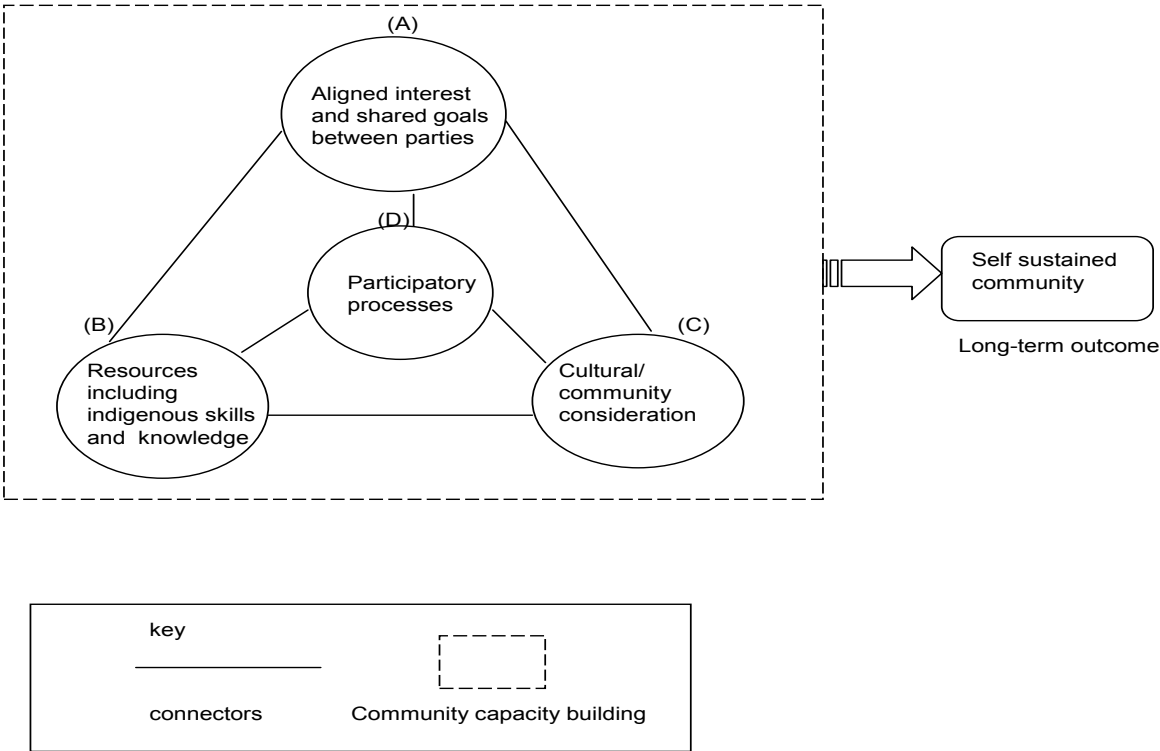 (A)
Aligned interest
and shared goals
between parties
(D)
Participatory
processes
(B)
Resources
including
indigenous skills
and knowledge
(C)
Cultural/
community
consideration
Self sustained
community
Long-term outcome
key
connectors
Community capacity building